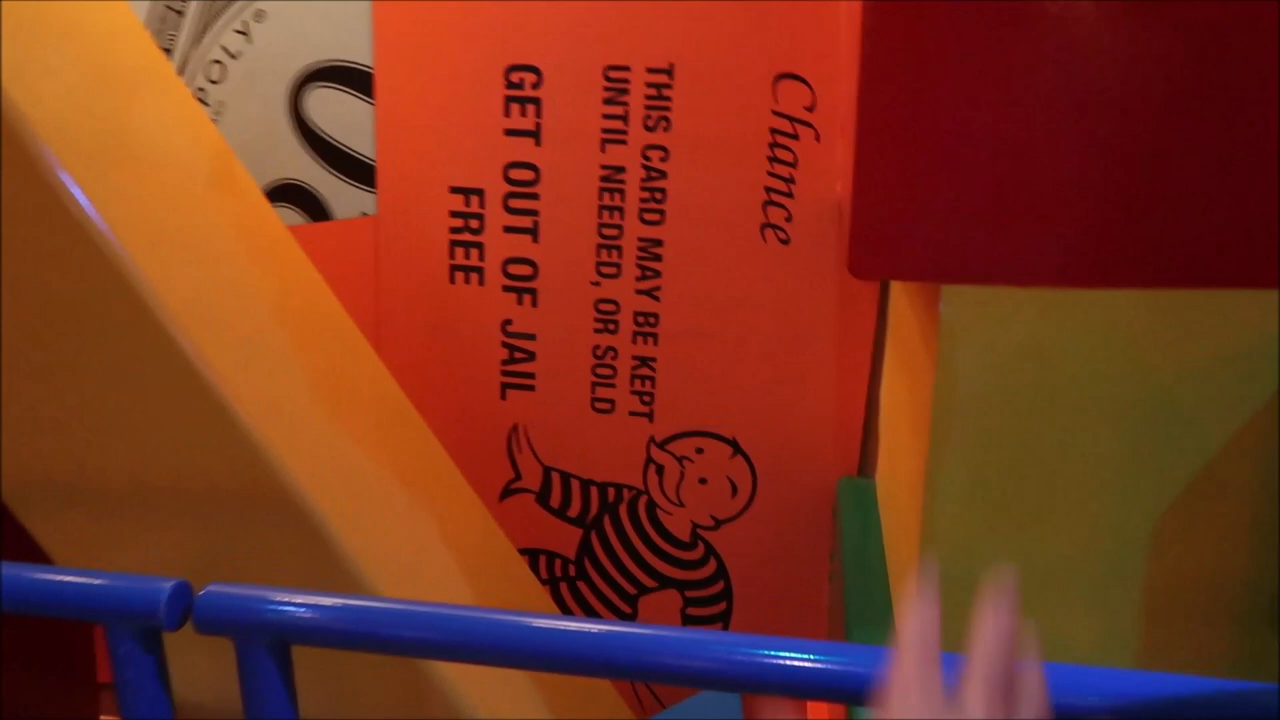 Chance
THIS CARD MAY BE KEPT
UNTIL NEEDED, OR SOLD
GET OUT OF JAIL
FREE